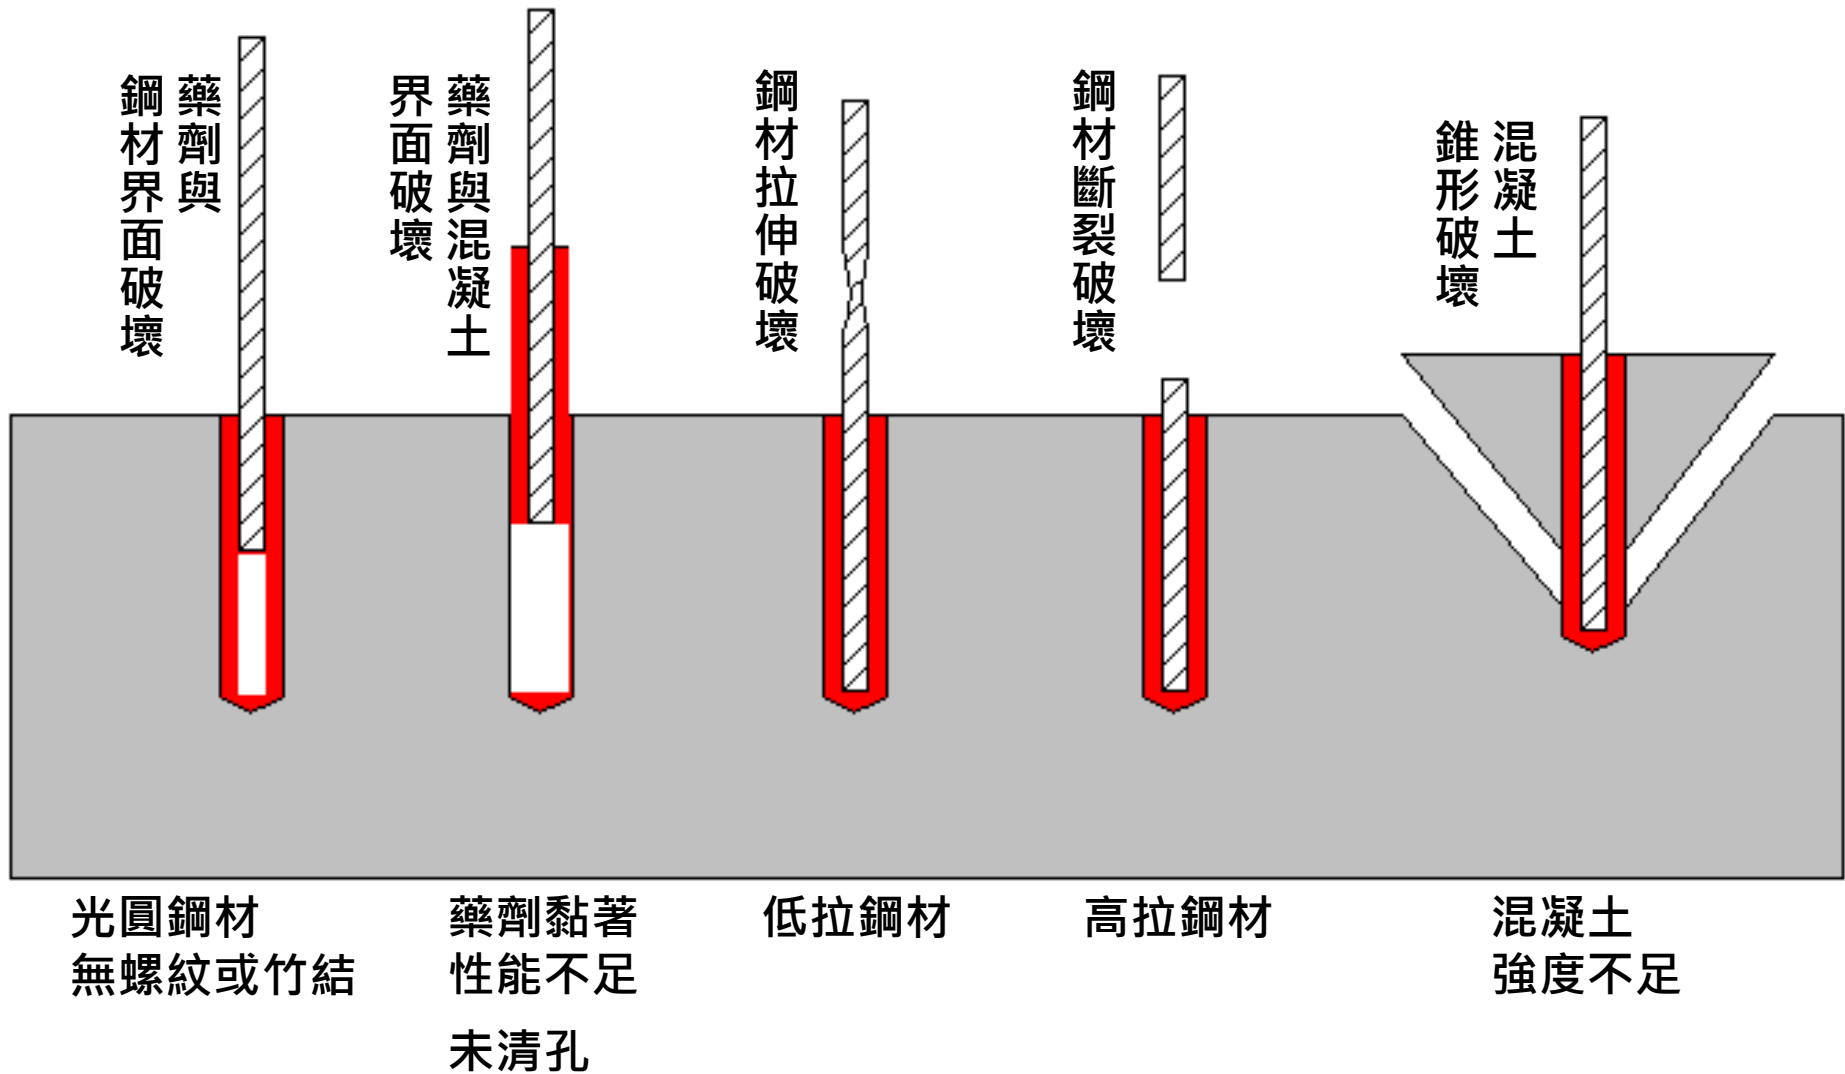 藥劑與
鋼材界面破壞
藥劑與混凝土
界面破壞
鋼材拉伸破壞
鋼材斷裂破壞
混凝土
錐形破壞
光圓鋼材
無螺紋或竹結
藥劑黏著
性能不足
未清孔
低拉鋼材
高拉鋼材
混凝土
強度不足